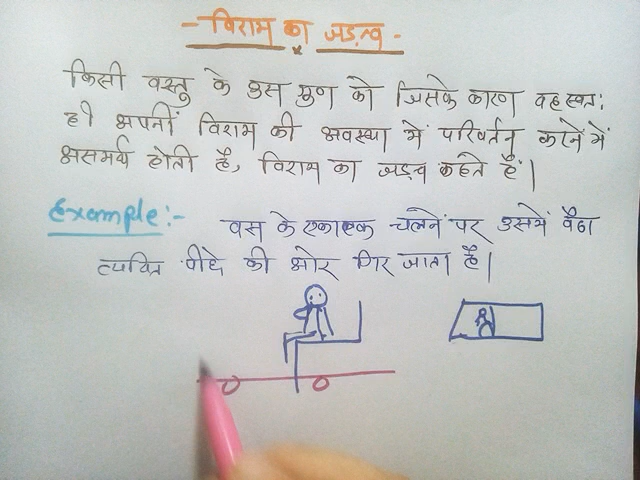 - विराम का जड़त्व -
किसी वस्तु के उस गुण को जिसके कारण वह स्वतः
ही अपनी विराम की अवस्था में परिवर्तन करने में
असमर्थ होती है, विराम का जड़त्व कहते हैं।
Example:- बस के एकाएक चलने पर उसमें बैठा
व्यक्ति पीछे की ओर गिर जाता है।